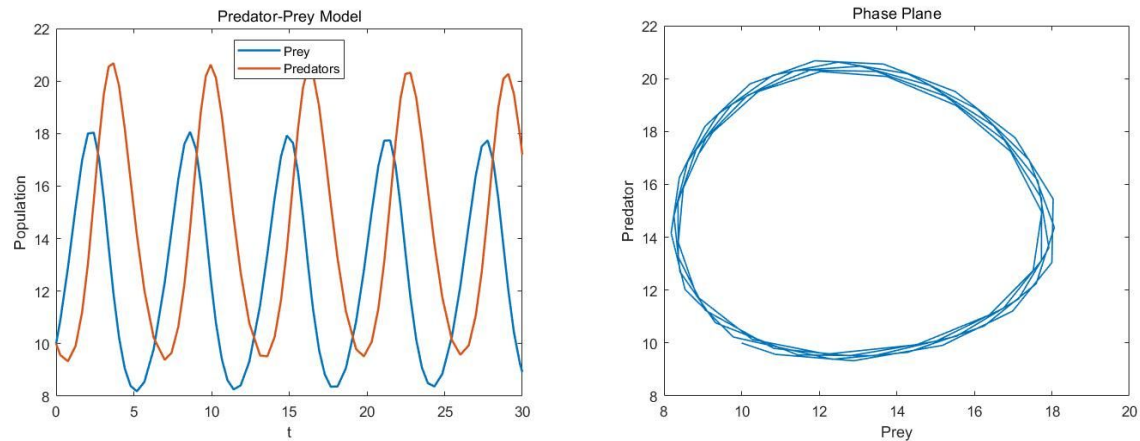 Predator-Prey Model
Population
22
20
18
16
14
12
10
8
Prey
Predators
0 5 10 15 20 25 30
t
Phase Plane
Predator
22
20
18
16
14
12
10
8
8 10 12 14 16 18 20
Prey